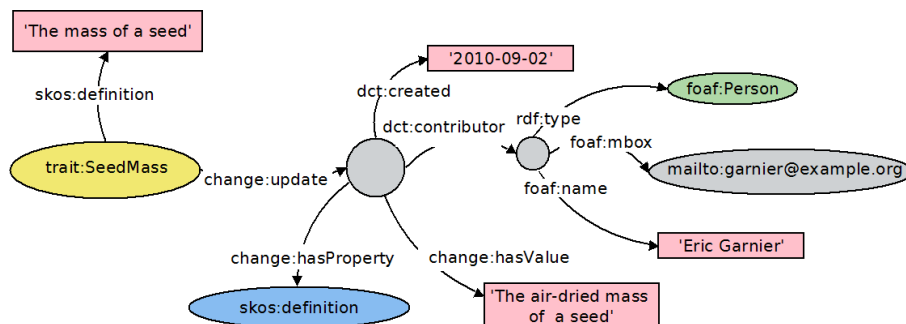 'The mass of a seed'
'2010-09-02'
skos:definition
dct:created
foaf:Person
rdf:type
dct:contributor
foaf:mbox
trait:SeedMass
change:update
mailto:garnier@example.org
foaf:name
'Eric Garnier'
change:hasProperty
change:hasValue
skos:definition
'The air-dried mass
of a seed'